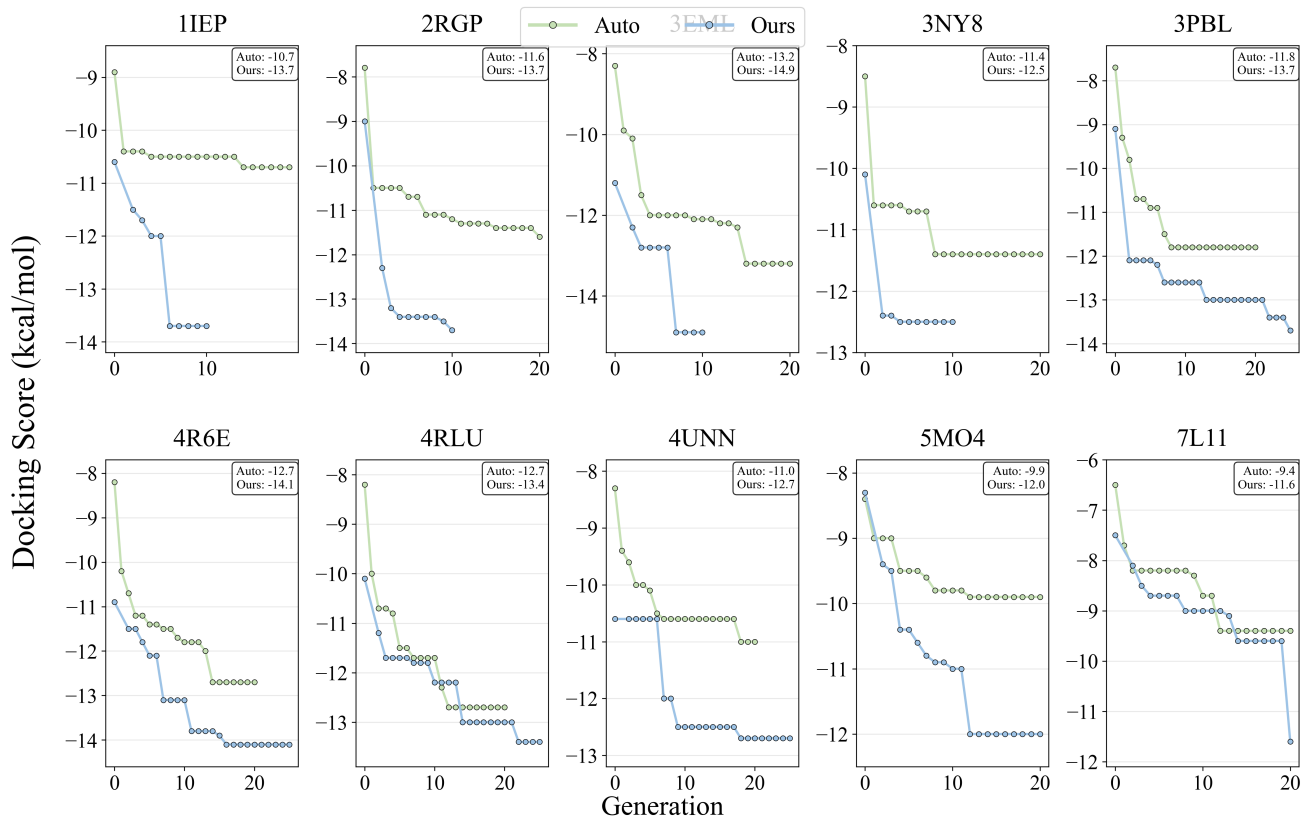 1IEP
2RGP
3EML
3NY8
3PBL
Auto
Ours
−9
−10
−11
−12
−13
−14
0
10
Auto: -10.7
Ours: -13.7
−8
−9
−10
−11
−12
−13
−14
0
10
20
Auto: -11.6
Ours: -13.7
−8
−10
−12
−14
0
10
20
Auto: -13.2
Ours: -14.9
−8
−9
−10
−11
−12
−13
0
10
20
Auto: -11.4
Ours: -12.5
−8
−9
−10
−11
−12
−13
−14
0
10
20
Auto: -11.8
Ours: -13.7
Docking Score (kcal/mol)
4R6E
4RLU
4UNN
5MO4
7L11
−8
−9
−10
−11
−12
−13
−14
0
10
20
Auto: -12.7
Ours: -14.1
−8
−9
−10
−11
−12
−13
0
10
20
Auto: -12.7
Ours: -13.4
−8
−9
−10
−11
−12
−13
0
10
20
Auto: -11.0
Ours: -12.7
−8
−9
−10
−11
−12
0
10
20
Auto: -9.9
Ours: -12.0
−6
−7
−8
−9
−10
−11
−12
0
10
20
Auto: -9.4
Ours: -11.6
Generation